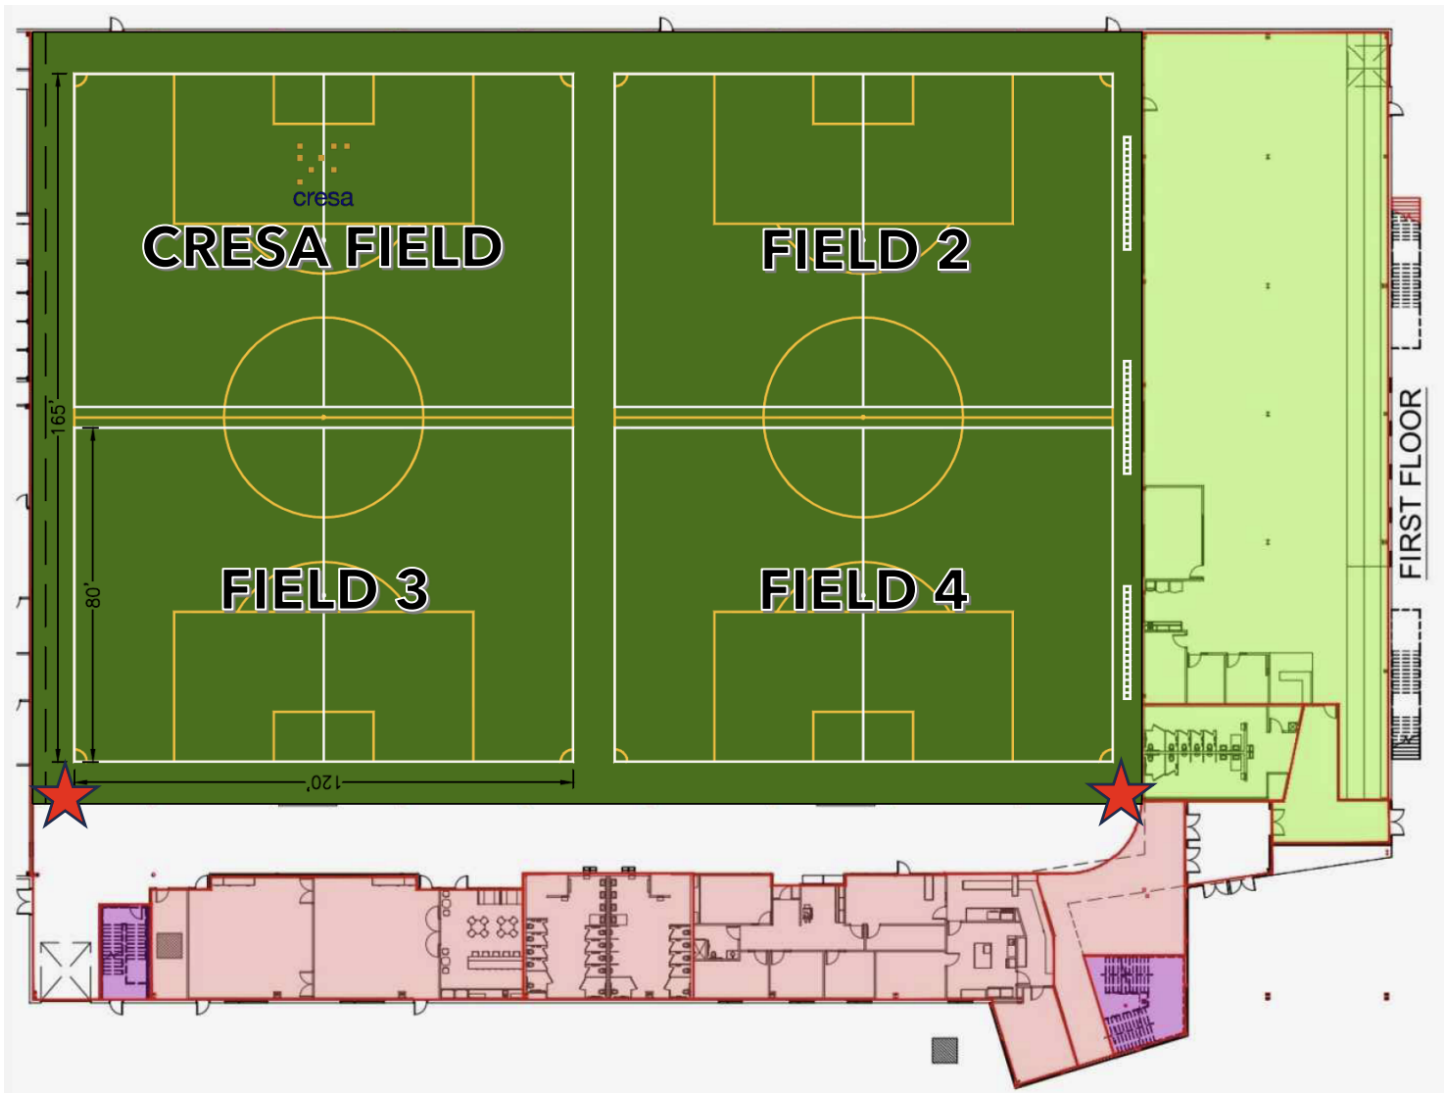 cresa
CRESA FIELD
FIELD 2
165'
FIRST FLOOR
80'
FIELD 3
FIELD 4
120'